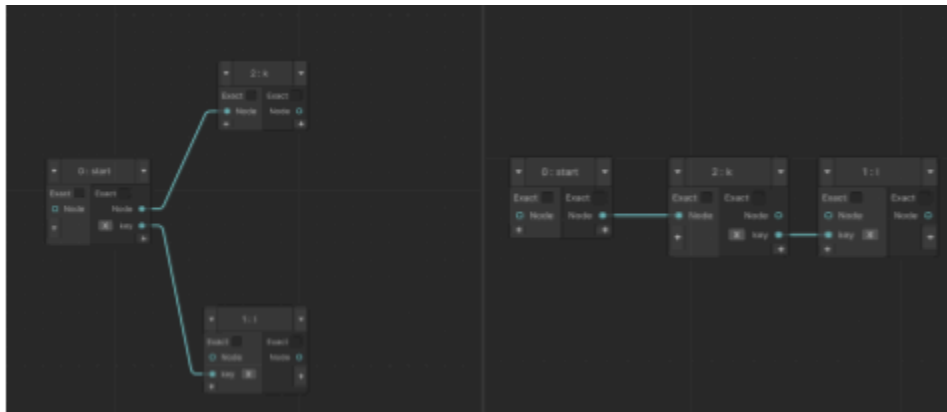 2 : k
Exact Exact
Node Node
+ +
0 : start
Exact Exact
Node Node
+ X key
+
1 : l
Exact Exact
Node Node
key X +
+
0 : start
Exact Exact
Node Node
+ +
2 : k
Exact Exact
Node Node
+ X key
+
1 : l
Exact Exact
Node Node
key X +
+